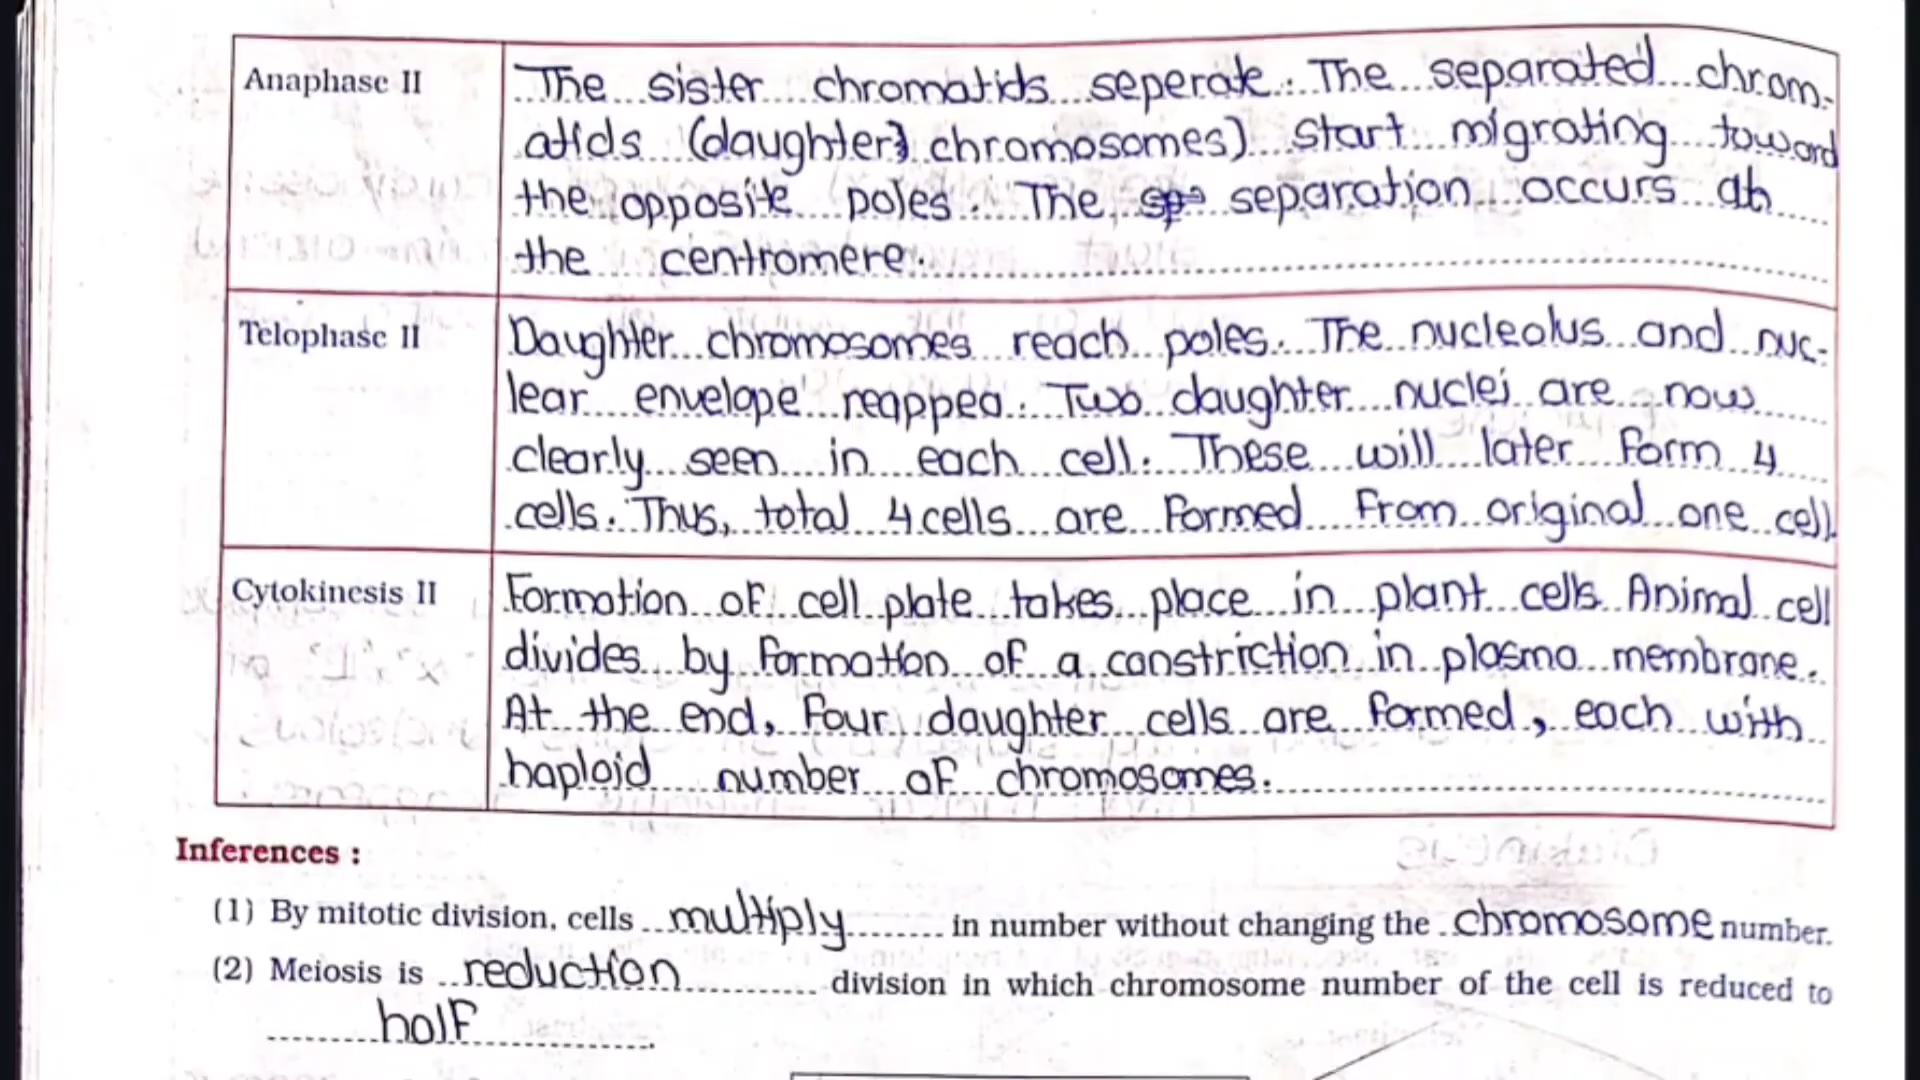 Anaphase II
The sister chromatids seperate. The separated chrom-
atids (daughter) chromosomes) start migrating toward
the opposite poles. The separation occurs at
the centromere.
Telophase II
Daughter chromosomes reach poles. The nucleolus and nuc-
lear envelope reappea. Two daughter nuclei are now
clearly seen in each cell. These will later form 4
cells. Thus, total 4 cells are formed from original one cell.
Cytokinesis II
Formation of cell plate takes place in plant cells. Animal cell
divides by formation of a constriction in plasma membrane.
At the end, four daughter cells are formed, each with
haploid number of chromosomes.
Inferences :
(1) By mitotic division, cells multiply in number without changing the chromosome number.
(2) Meiosis is reduction division in which chromosome number of the cell is reduced to
half.